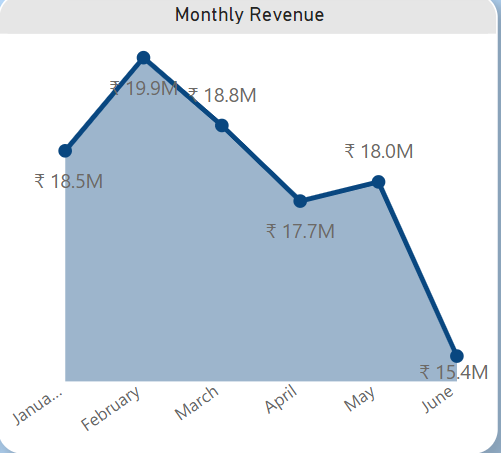 Monthly Revenue
₹ 19.9M
₹ 18.8M
₹ 18.5M
₹ 18.0M
₹ 17.7M
₹ 15.4M
Janua...
February
March
April
May
June